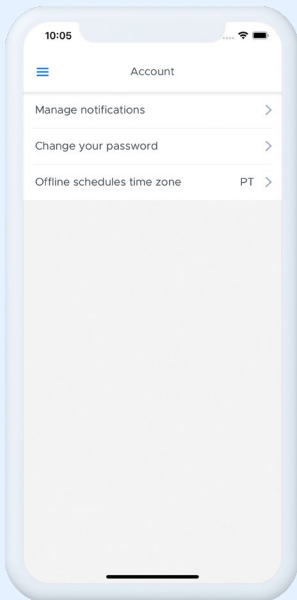 10:05
Account
Manage notifications
Change your password
Offline schedules time zone PT